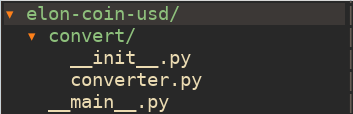 ▾ elon-coin-usd/
▾ convert/
__init__.py
converter.py
__main__.py